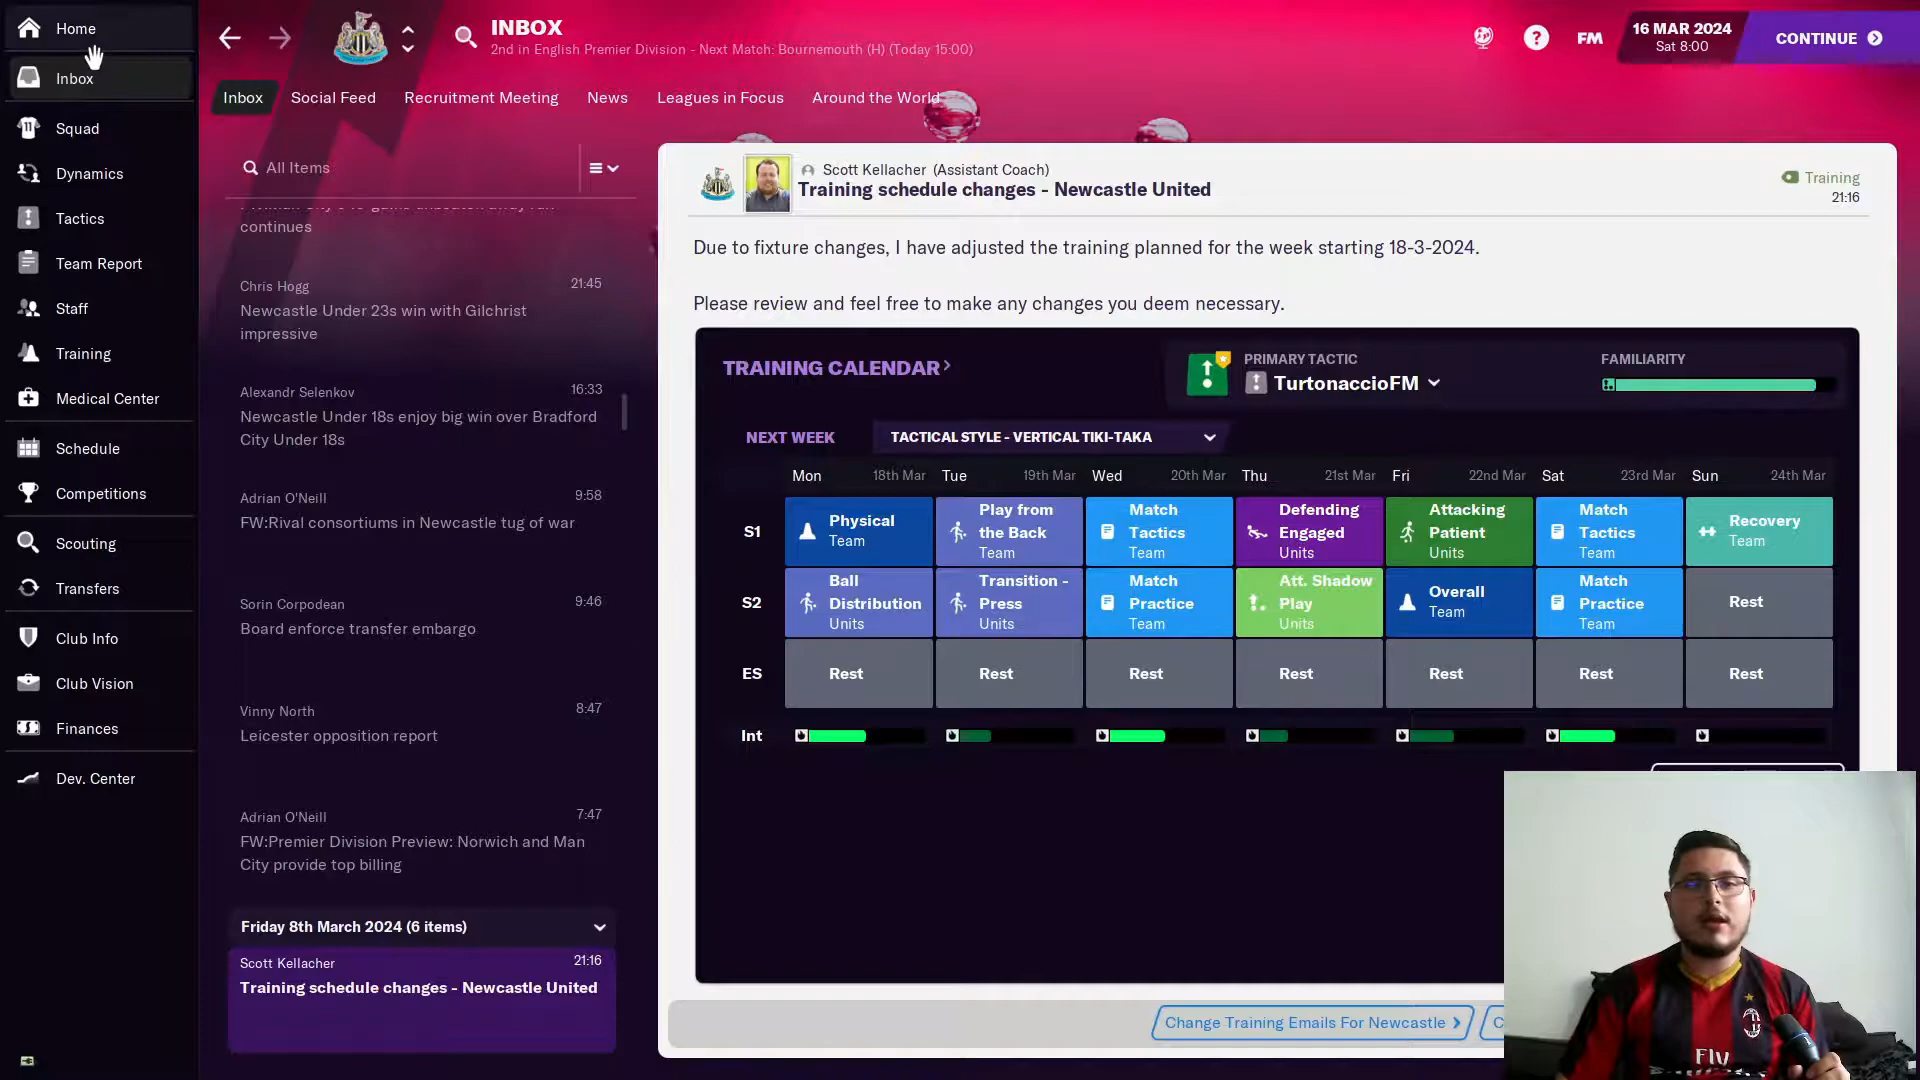 Home
Inbox
Squad
Dynamics
Tactics
Team Report
Staff
Training
Medical Center
Schedule
Competitions
Scouting
Transfers
Club Info
Club Vision
Finances
Dev. Center
INBOX
2nd in English Premier Division - Next Match: Bournemouth (H) (Today 15:00)
FM
16 MAR 2024
Sat 8:00
CONTINUE
Inbox Social Feed Recruitment Meeting News Leagues in Focus Around the World
All Items
continues
Chris Hogg 21:45
Newcastle Under 23s win with Gilchrist
impressive
Alexandr Selenkov 16:33
Newcastle Under 18s enjoy big win over Bradford
City Under 18s
Adrian O'Neill 9:58
FW:Rival consortiums in Newcastle tug of war
Sorin Corpodean 9:46
Board enforce transfer embargo
Vinny North 8:47
Leicester opposition report
Adrian O'Neill 7:47
FW:Premier Division Preview: Norwich and Man
City provide top billing
Friday 8th March 2024 (6 items)
Scott Kellacher 21:16
Training schedule changes - Newcastle United
Scott Kellacher (Assistant Coach)
Training schedule changes - Newcastle United
Training
21:16
Due to fixture changes, I have adjusted the training planned for the week starting 18-3-2024.
Please review and feel free to make any changes you deem necessary.
TRAINING CALENDAR
PRIMARY TACTIC
TurtonaccioFM
FAMILIARITY
NEXT WEEK TACTICAL STYLE - VERTICAL TIKI-TAKA
Mon 18th Mar Tue 19th Mar Wed 20th Mar Thu 21st Mar Fri 22nd Mar Sat 23rd Mar Sun 24th Mar
S1
Physical
Team
Play from
the Back
Team
Match
Tactics
Team
Defending
Engaged
Units
Attacking
Patient
Units
Match
Tactics
Team
Recovery
Team
S2
Ball
Distribution
Units
Transition -
Press
Units
Match
Practice
Team
Att. Shadow
Play
Units
Overall
Team
Match
Practice
Team
Rest
ES Rest Rest Rest Rest Rest Rest Rest
Int
Change Training Emails For Newcastle
Fly